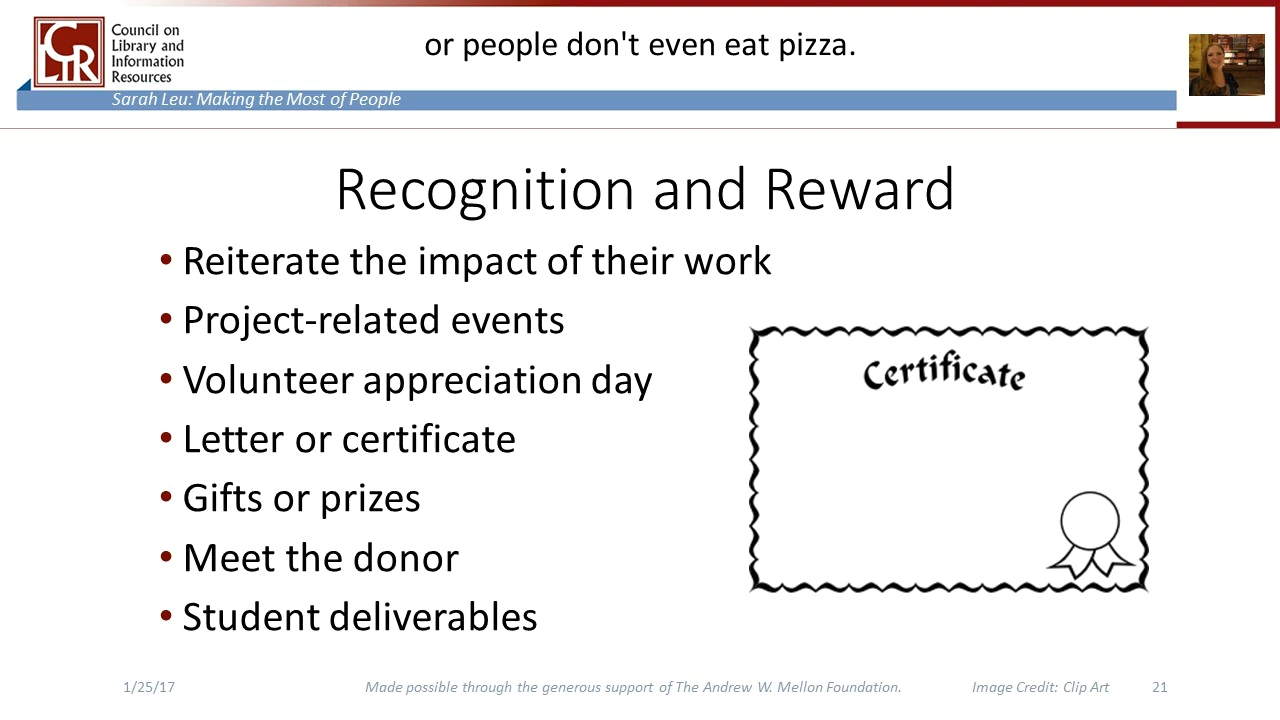 CLIR
Council on
Library and
Information
Resources
or people don't even eat pizza.
Sarah Leu: Making the Most of People
Recognition and Reward
• Reiterate the impact of their work
• Project-related events
• Volunteer appreciation day
• Letter or certificate
• Gifts or prizes
• Meet the donor
• Student deliverables
Certificate
1/25/17
Made possible through the generous support of The Andrew W. Mellon Foundation.
Image Credit: Clip Art
21